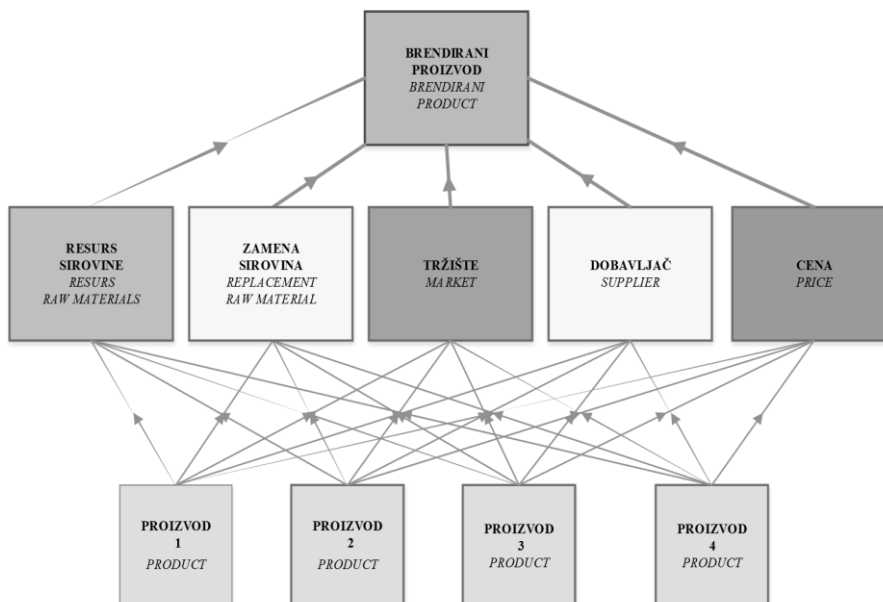 BRENDIRANI
PROIZVOD
BRENDIRANI
PRODUCT
RESURS
SIROVINE
RESURS
RAW MATERIALS
ZAMENA
SIROVINA
REPLACEMENT
RAW MATERIAL
TRŽIŠTE
MARKET
DOBAVLJAČ
SUPPLIER
CENA
PRICE
PROIZVOD
1
PRODUCT
PROIZVOD
2
PRODUCT
PROIZVOD
3
PRODUCT
PROIZVOD
4
PRODUCT